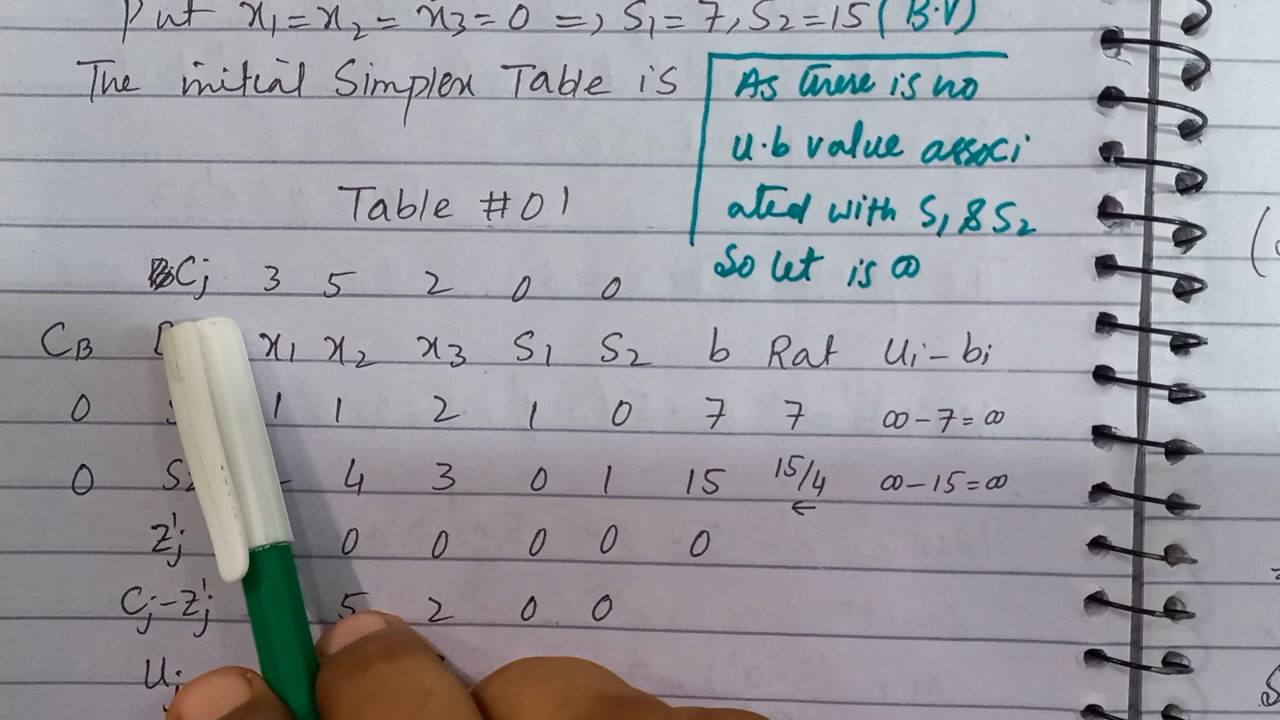 Put x₁=x₂=x₃=0 => S₁=7, S₂=15 (B.V)
The initial Simplex Table is
As there is no
u.b value associ
ated with S₁ & S₂
So let is ∞
Table #01
Cj 3 5 2 0 0
CB x₁ x₂ x₃ S₁ S₂ b Rat Ui-bi
0 1 1 2 1 0 7 7 ∞-7=∞
0 S₂ 4 3 0 1 15 15/4 ∞-15=∞
←
Z'j 0 0 0 0 0
Cj-Z'j 5 2 0 0
Uj